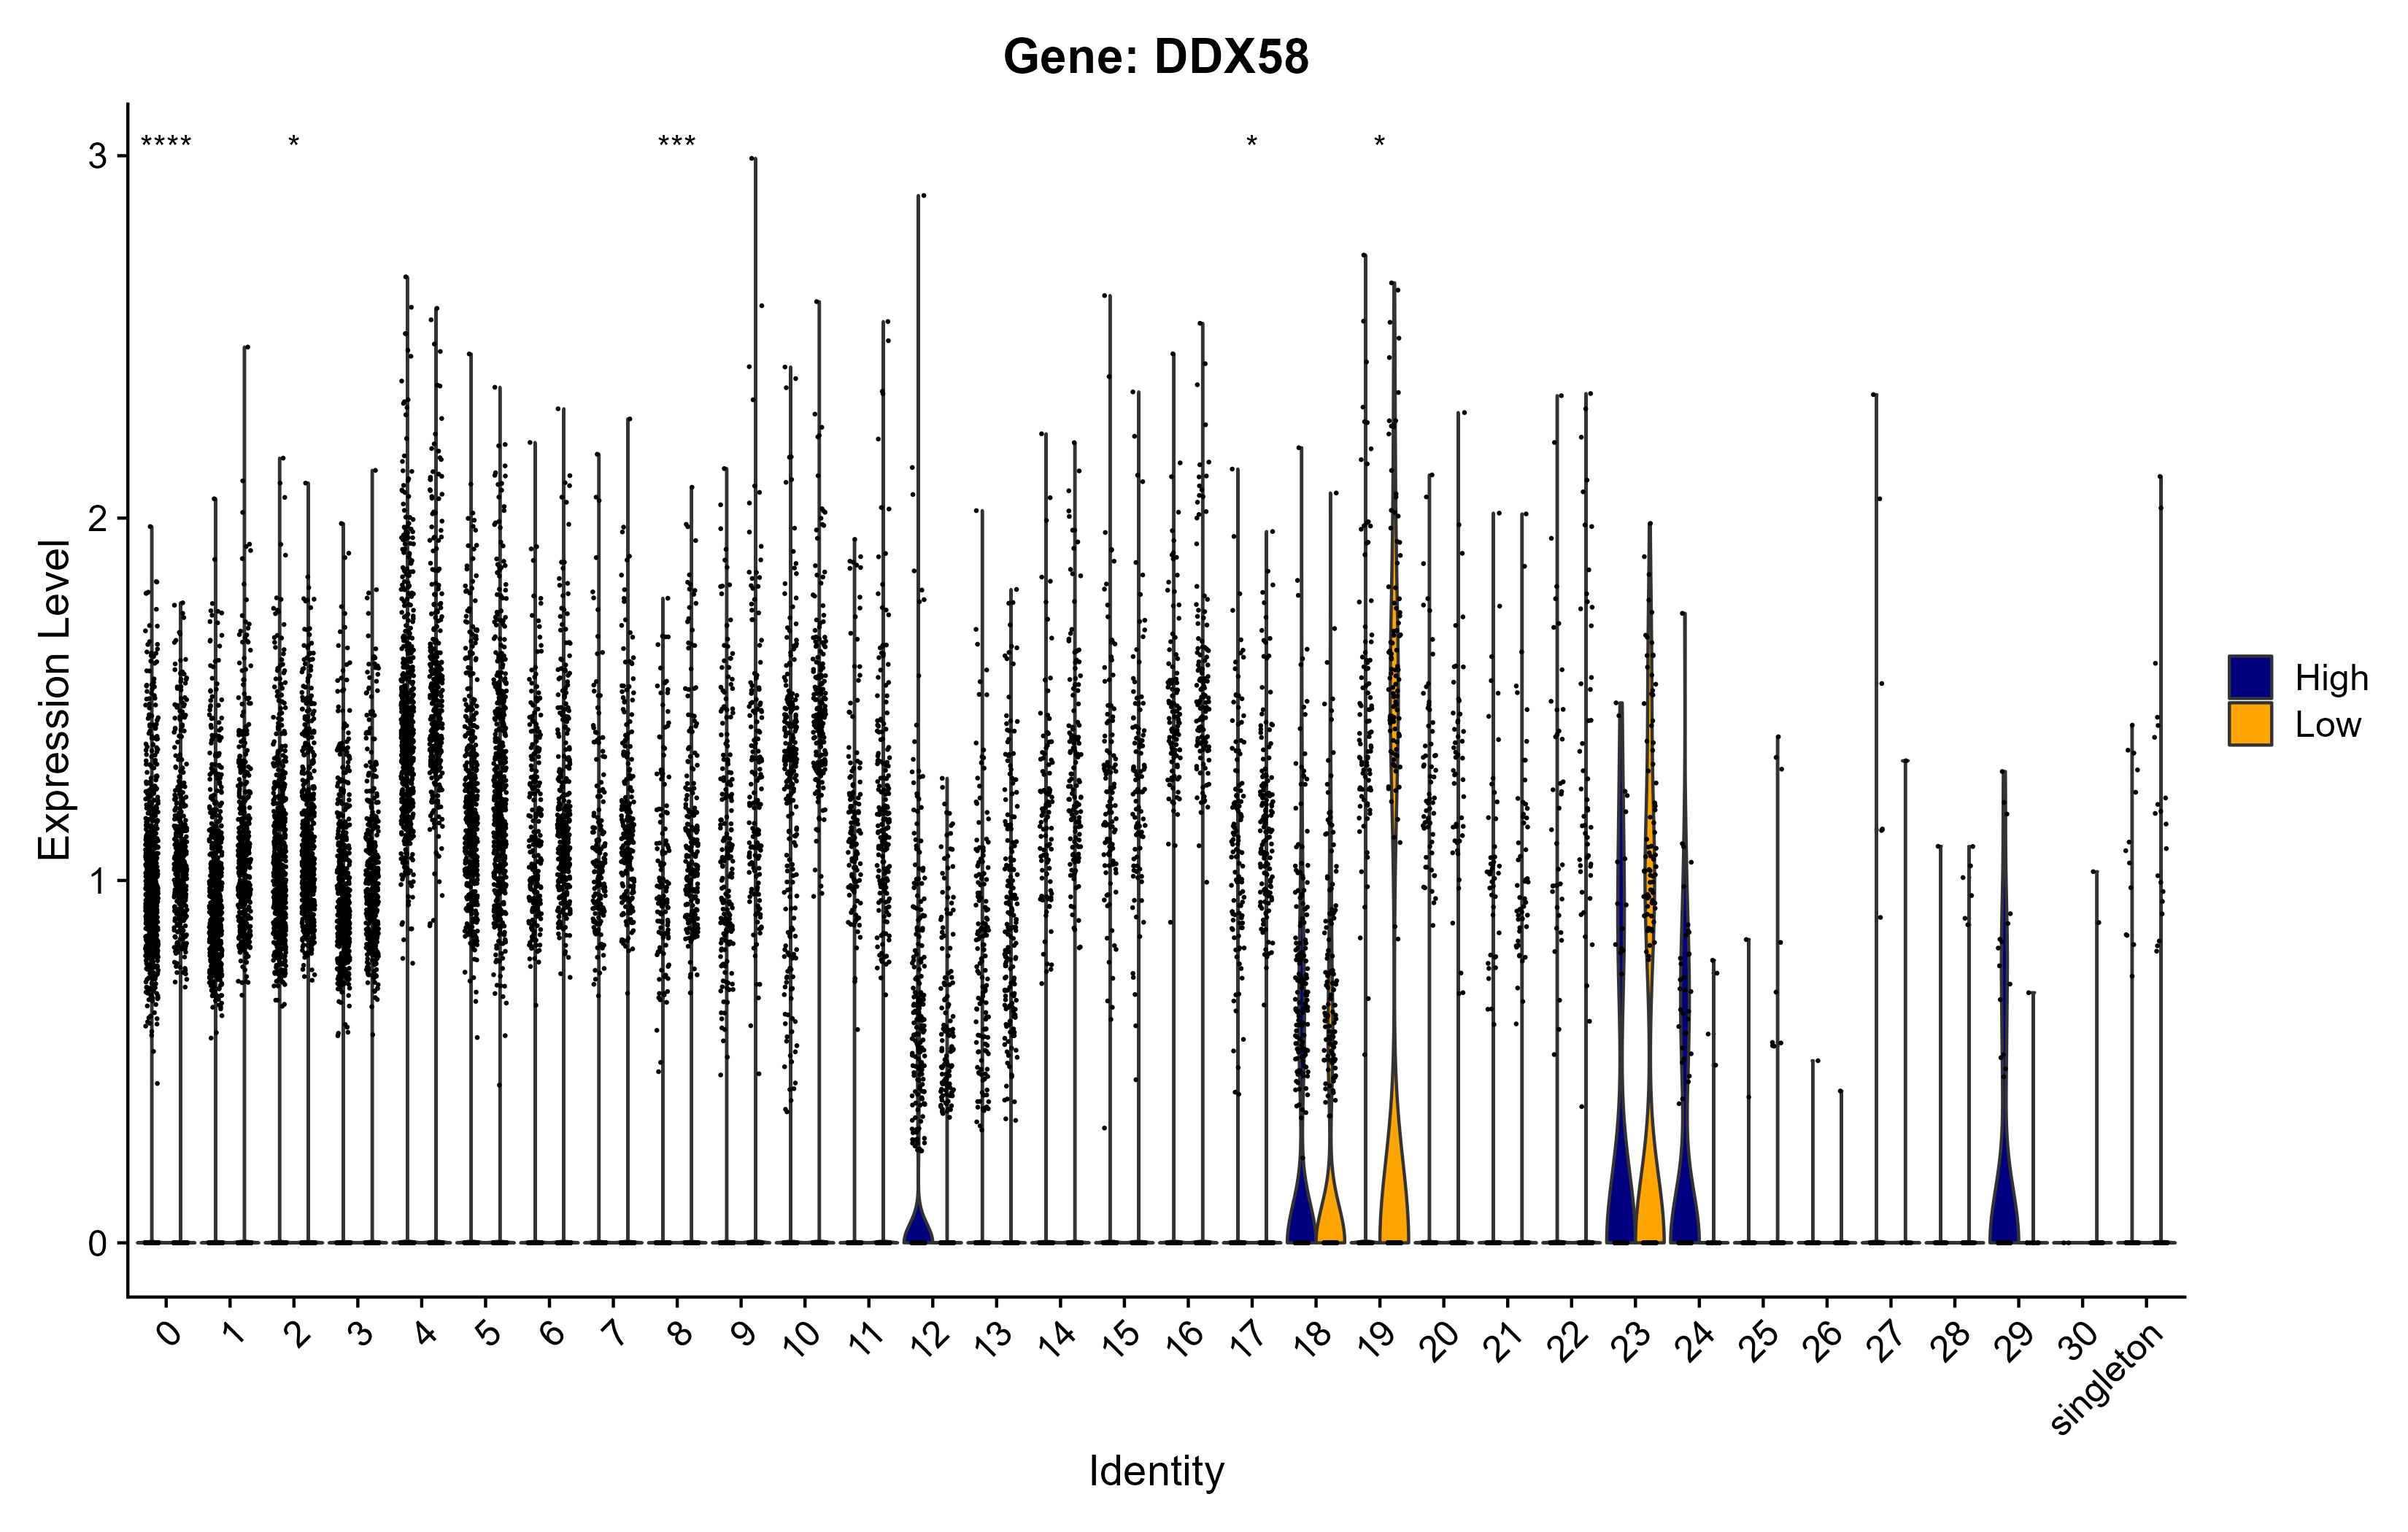 Gene: DDX58
**** * *** * *
Expression Level
3
2
1
0
0 1 2 3 4 5 6 7 8 9 10 11 12 13 14 15 16 17 18 19 20 21 22 23 24 25 26 27 28 29 30 singleton
Identity
High
Low